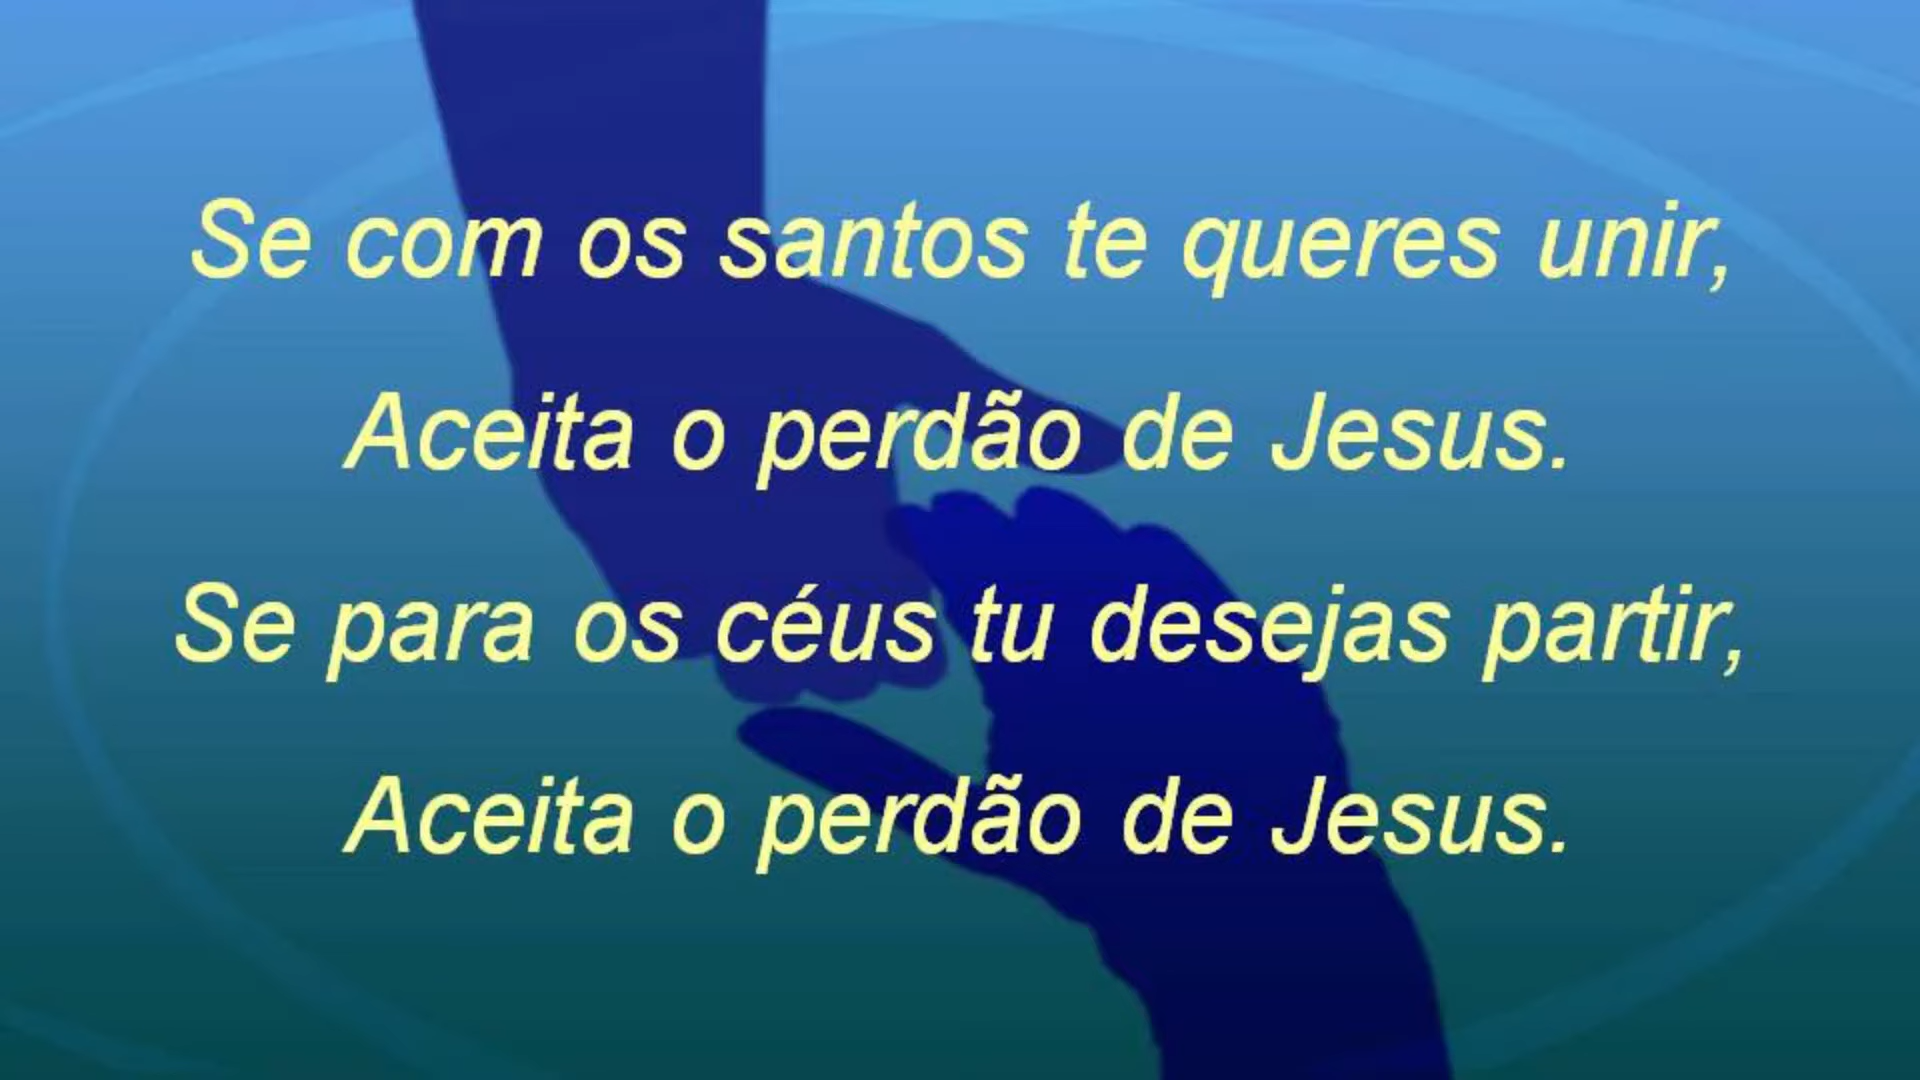 Se com os santos te queres unir,
Aceita o perdão de Jesus.
Se para os céus tu desejas partir,
Aceita o perdão de Jesus.